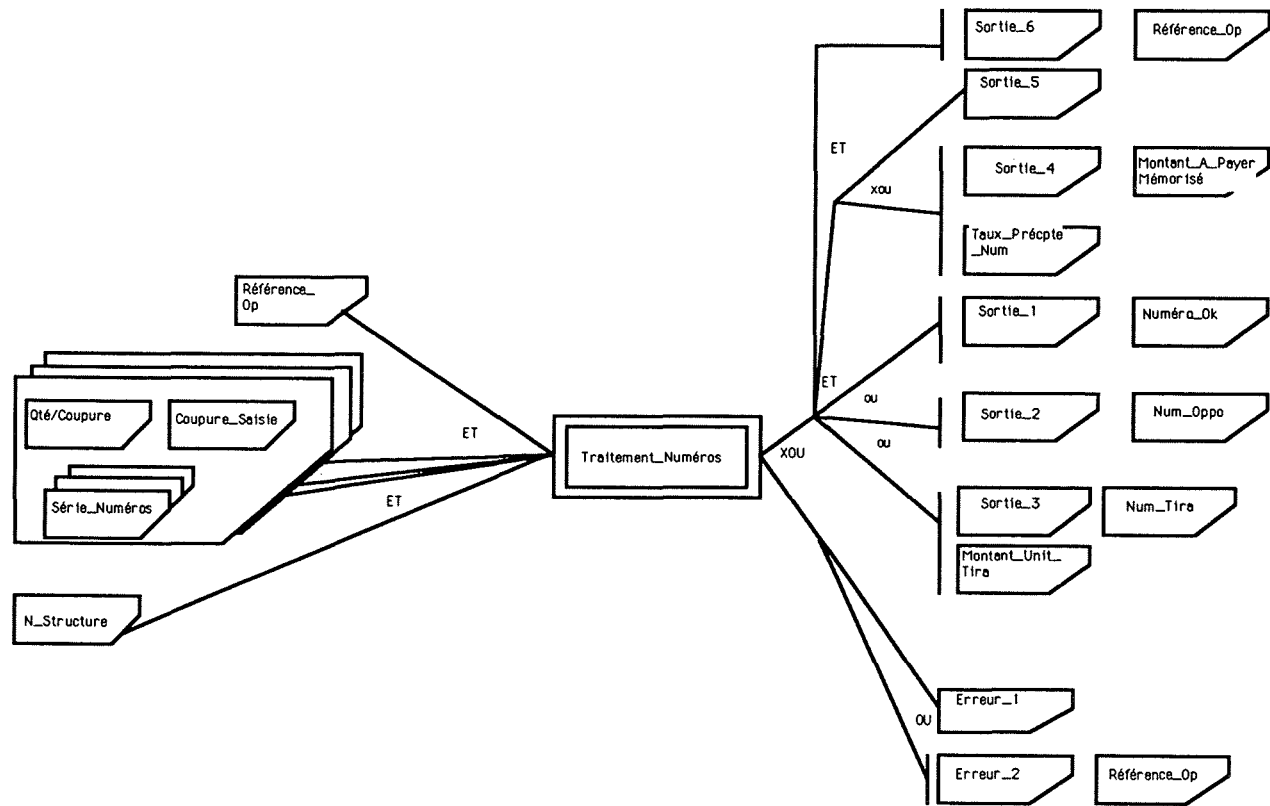 Sortie_6
Référence_Op
Sortie_5
ET
Sortie_4
Montant_A_Payer
Mémorisé
xou
Taux_Précpte
_Num
Référence_
Op
Sortie_1
Numéro_Ok
ET
ou
Qté/Coupure
Coupure_Saisie
Sortie_2
Num_Oppo
ET
ou
XOU
Traitement_Numéros
Série_Numéros
ET
Sortie_3
Num_Tira
Montant_Unit_
Tira
N_Structure
Erreur_1
OU
Erreur_2
Référence_Op